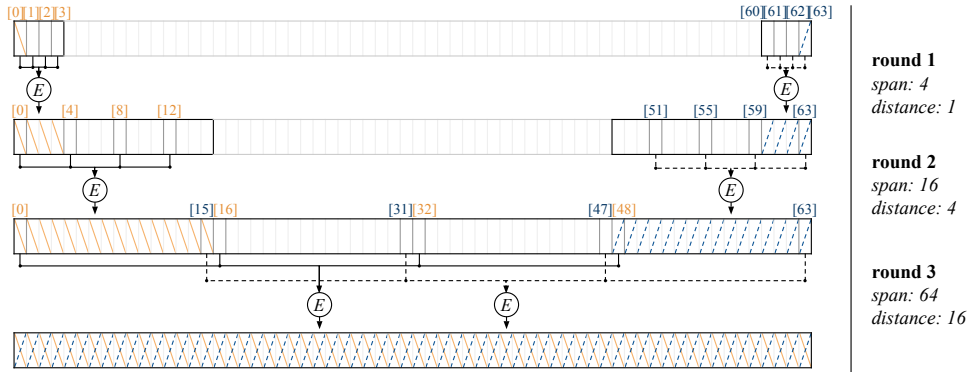 [0][1][2][3] [60][61][62][63]
E E
round 1
span: 4
distance: 1
[0] [4] [8] [12] [51] [55] [59] [63]
E E
round 2
span: 16
distance: 4
[0] [15][16] [31][32] [47][48] [63]
E E
round 3
span: 64
distance: 16